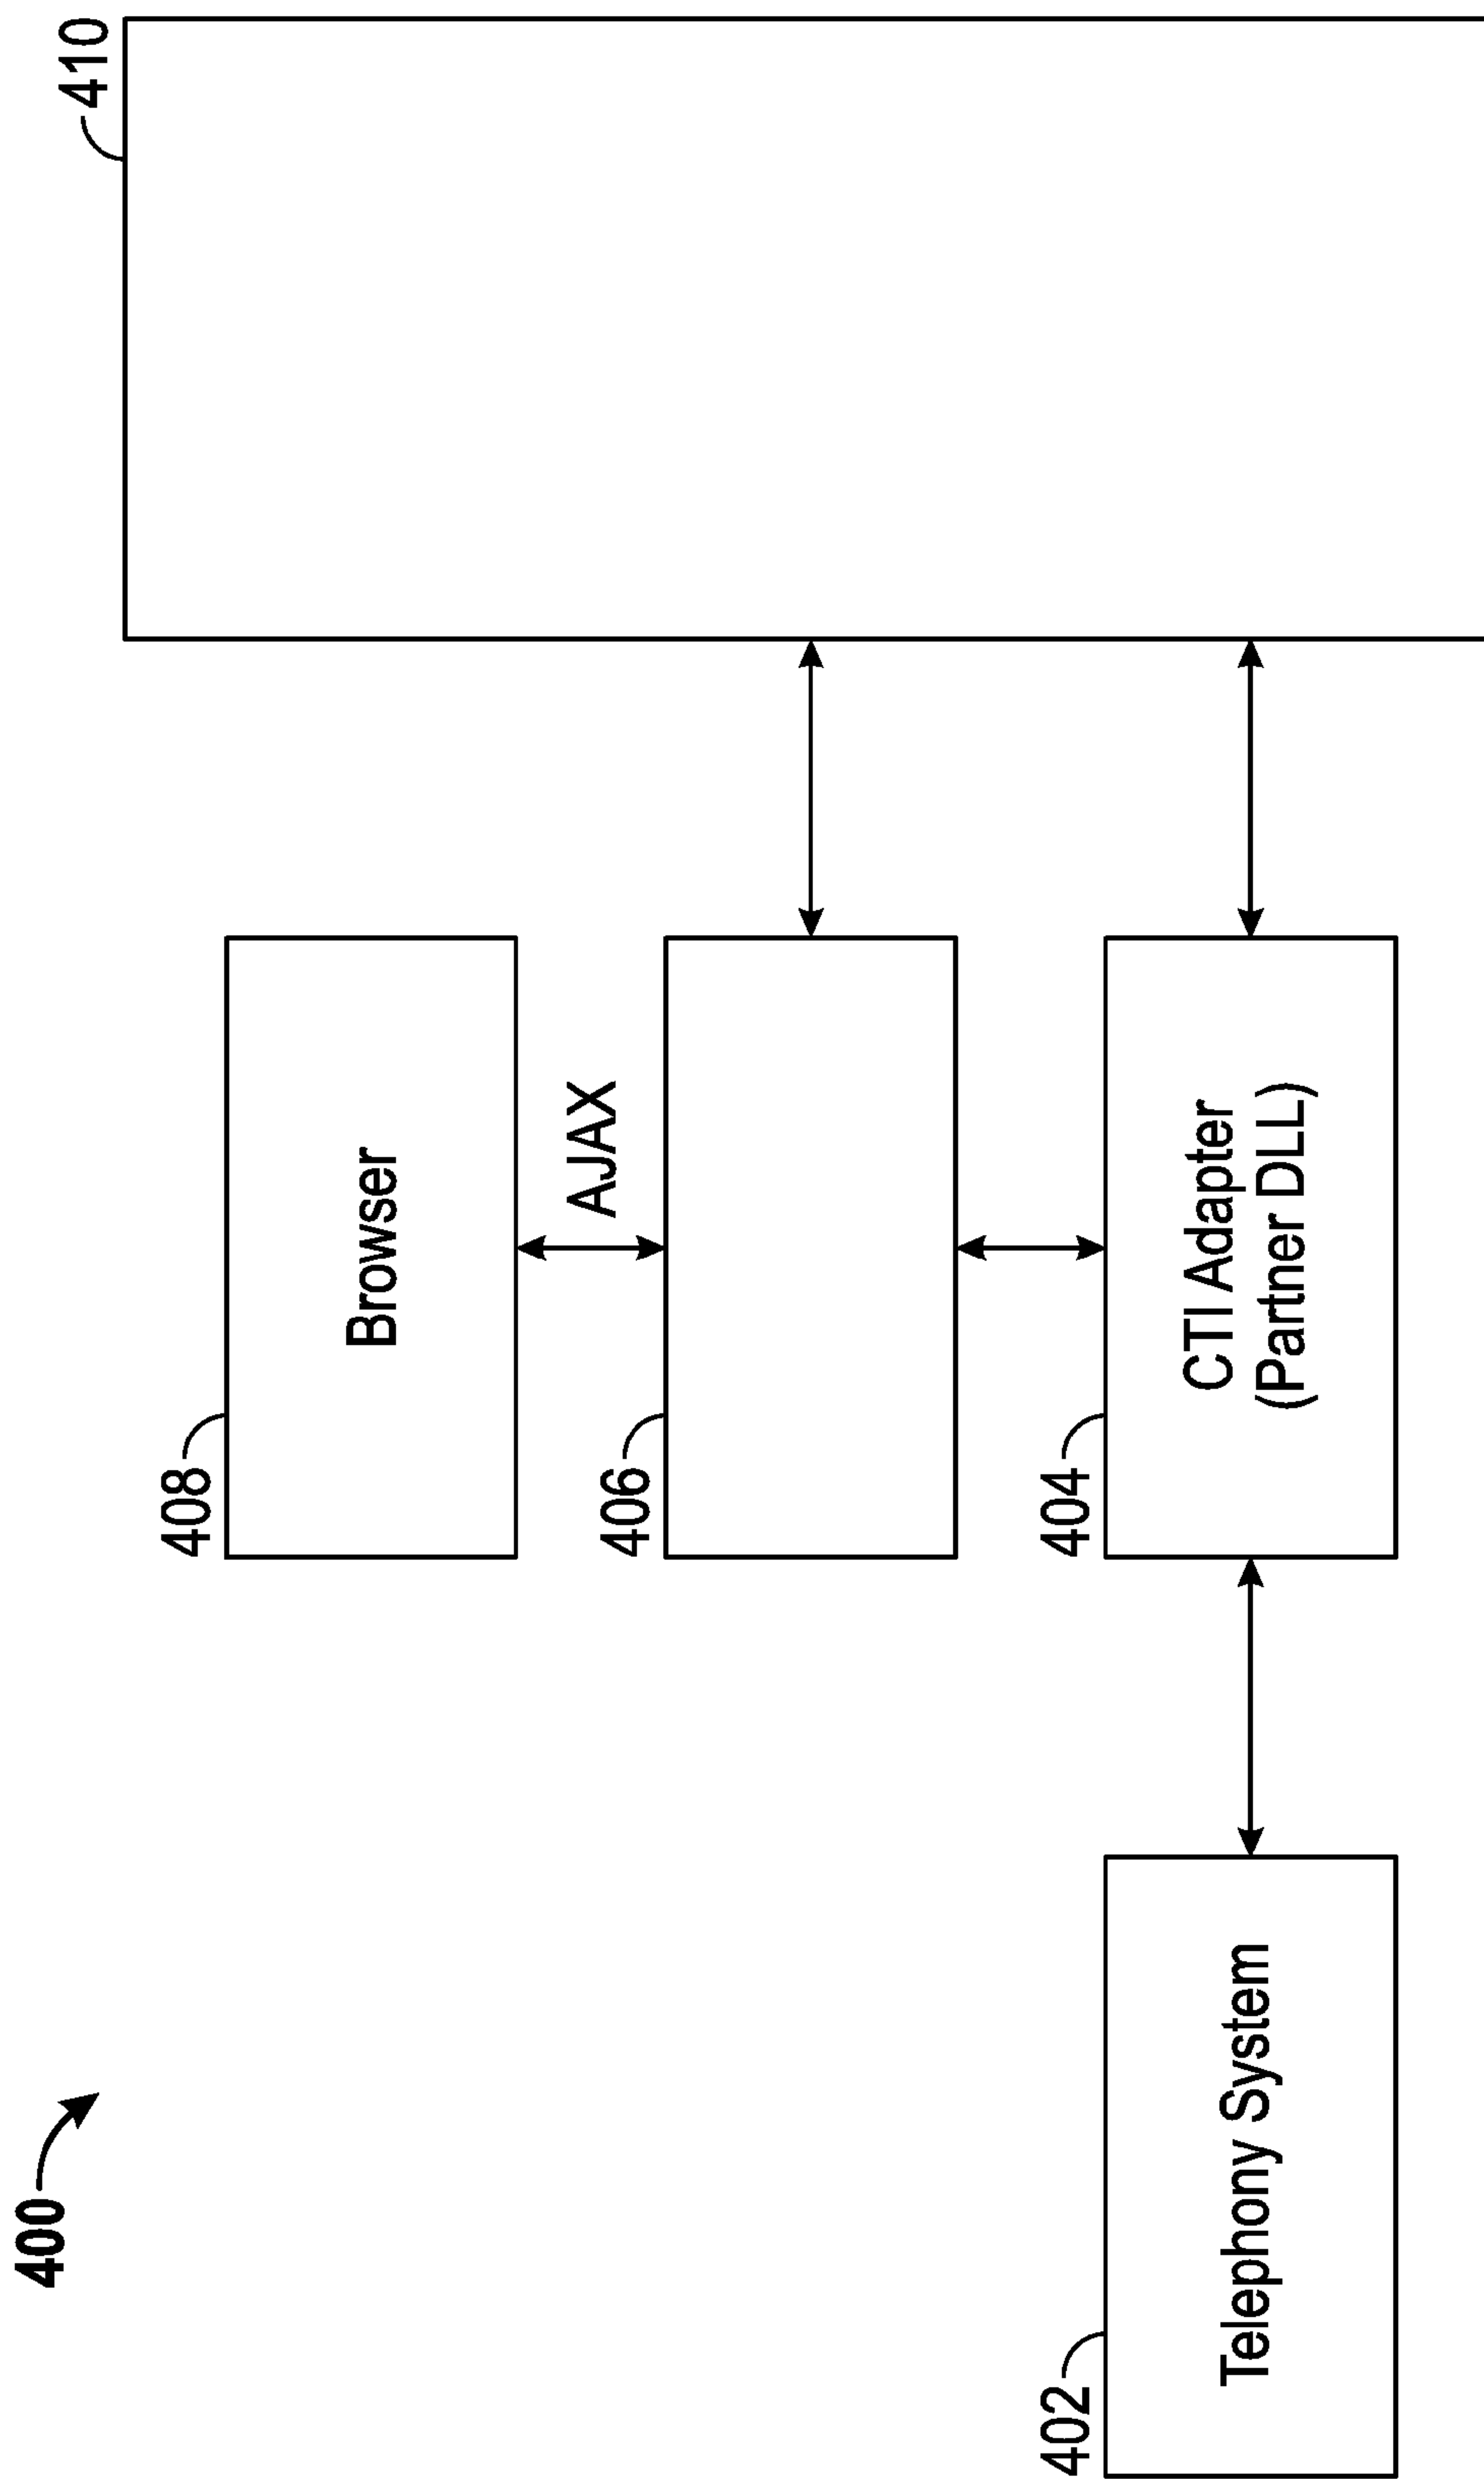 400
410
408
Browser
AJAX
406
404
CTI Adapter
(Partner DLL)
402
Telephony System